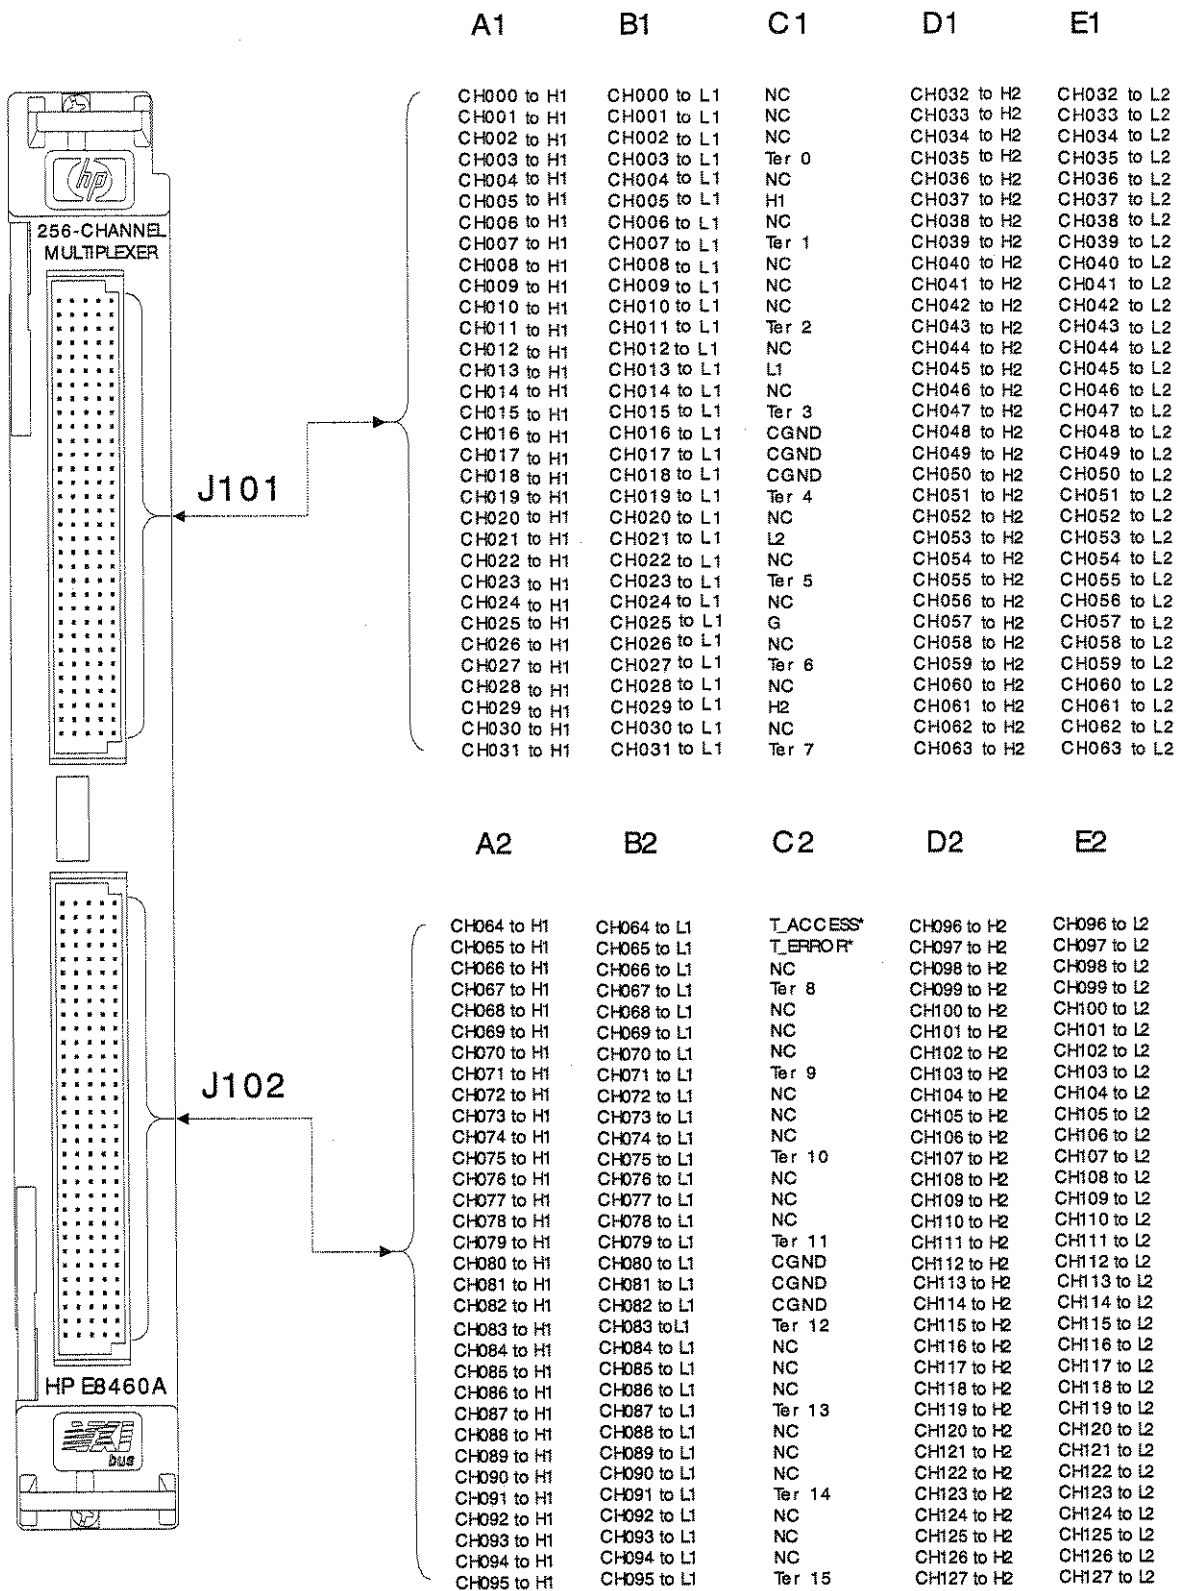 A1 B1 C1 D1 E1
CH000 to H1 CH000 to L1 NC CH032 to H2 CH032 to L2
CH001 to H1 CH001 to L1 NC CH033 to H2 CH033 to L2
CH002 to H1 CH002 to L1 NC CH034 to H2 CH034 to L2
CH003 to H1 CH003 to L1 Ter 0 CH035 to H2 CH035 to L2
CH004 to H1 CH004 to L1 NC CH036 to H2 CH036 to L2
CH005 to H1 CH005 to L1 H1 CH037 to H2 CH037 to L2
CH006 to H1 CH006 to L1 NC CH038 to H2 CH038 to L2
CH007 to H1 CH007 to L1 Ter 1 CH039 to H2 CH039 to L2
CH008 to H1 CH008 to L1 NC CH040 to H2 CH040 to L2
CH009 to H1 CH009 to L1 NC CH041 to H2 CH041 to L2
CH010 to H1 CH010 to L1 NC CH042 to H2 CH042 to L2
CH011 to H1 CH011 to L1 Ter 2 CH043 to H2 CH043 to L2
CH012 to H1 CH012 to L1 NC CH044 to H2 CH044 to L2
CH013 to H1 CH013 to L1 L1 CH045 to H2 CH045 to L2
CH014 to H1 CH014 to L1 NC CH046 to H2 CH046 to L2
CH015 to H1 CH015 to L1 Ter 3 CH047 to H2 CH047 to L2
CH016 to H1 CH016 to L1 CGND CH048 to H2 CH048 to L2
CH017 to H1 CH017 to L1 CGND CH049 to H2 CH049 to L2
CH018 to H1 CH018 to L1 CGND CH050 to H2 CH050 to L2
CH019 to H1 CH019 to L1 Ter 4 CH051 to H2 CH051 to L2
CH020 to H1 CH020 to L1 NC CH052 to H2 CH052 to L2
CH021 to H1 CH021 to L1 L2 CH053 to H2 CH053 to L2
CH022 to H1 CH022 to L1 NC CH054 to H2 CH054 to L2
CH023 to H1 CH023 to L1 Ter 5 CH055 to H2 CH055 to L2
CH024 to H1 CH024 to L1 NC CH056 to H2 CH056 to L2
CH025 to H1 CH025 to L1 G CH057 to H2 CH057 to L2
CH026 to H1 CH026 to L1 NC CH058 to H2 CH058 to L2
CH027 to H1 CH027 to L1 Ter 6 CH059 to H2 CH059 to L2
CH028 to H1 CH028 to L1 NC CH060 to H2 CH060 to L2
CH029 to H1 CH029 to L1 H2 CH061 to H2 CH061 to L2
CH030 to H1 CH030 to L1 NC CH062 to H2 CH062 to L2
CH031 to H1 CH031 to L1 Ter 7 CH063 to H2 CH063 to L2
hp
256-CHANNEL
MULTIPLEXER
J101
A2 B2 C2 D2 E2
CH064 to H1 CH064 to L1 T_ACCESS* CH096 to H2 CH096 to L2
CH065 to H1 CH065 to L1 T_ERROR* CH097 to H2 CH097 to L2
CH066 to H1 CH066 to L1 NC CH098 to H2 CH098 to L2
CH067 to H1 CH067 to L1 Ter 8 CH099 to H2 CH099 to L2
CH068 to H1 CH068 to L1 NC CH100 to H2 CH100 to L2
CH069 to H1 CH069 to L1 NC CH101 to H2 CH101 to L2
CH070 to H1 CH070 to L1 NC CH102 to H2 CH102 to L2
CH071 to H1 CH071 to L1 Ter 9 CH103 to H2 CH103 to L2
CH072 to H1 CH072 to L1 NC CH104 to H2 CH104 to L2
CH073 to H1 CH073 to L1 NC CH105 to H2 CH105 to L2
CH074 to H1 CH074 to L1 NC CH106 to H2 CH106 to L2
CH075 to H1 CH075 to L1 Ter 10 CH107 to H2 CH107 to L2
CH076 to H1 CH076 to L1 NC CH108 to H2 CH108 to L2
CH077 to H1 CH077 to L1 NC CH109 to H2 CH109 to L2
CH078 to H1 CH078 to L1 NC CH110 to H2 CH110 to L2
CH079 to H1 CH079 to L1 Ter 11 CH111 to H2 CH111 to L2
CH080 to H1 CH080 to L1 CGND CH112 to H2 CH112 to L2
CH081 to H1 CH081 to L1 CGND CH113 to H2 CH113 to L2
CH082 to H1 CH082 to L1 CGND CH114 to H2 CH114 to L2
CH083 to H1 CH083 to L1 Ter 12 CH115 to H2 CH115 to L2
CH084 to H1 CH084 to L1 NC CH116 to H2 CH116 to L2
CH085 to H1 CH085 to L1 NC CH117 to H2 CH117 to L2
CH086 to H1 CH086 to L1 NC CH118 to H2 CH118 to L2
CH087 to H1 CH087 to L1 Ter 13 CH119 to H2 CH119 to L2
CH088 to H1 CH088 to L1 NC CH120 to H2 CH120 to L2
CH089 to H1 CH089 to L1 NC CH121 to H2 CH121 to L2
CH090 to H1 CH090 to L1 NC CH122 to H2 CH122 to L2
CH091 to H1 CH091 to L1 Ter 14 CH123 to H2 CH123 to L2
CH092 to H1 CH092 to L1 NC CH124 to H2 CH124 to L2
CH093 to H1 CH093 to L1 NC CH125 to H2 CH125 to L2
CH094 to H1 CH094 to L1 NC CH126 to H2 CH126 to L2
CH095 to H1 CH095 to L1 Ter 15 CH127 to H2 CH127 to L2
J102
HP E8460A
VXI
bus